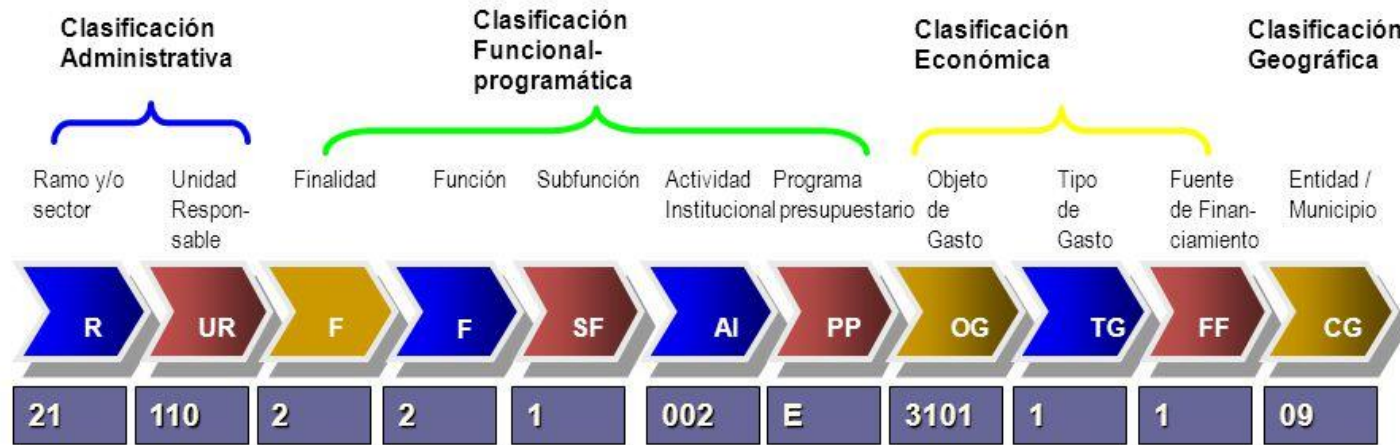 Clasificación
Administrativa
Clasificación
Funcional-
programática
Clasificación
Económica
Clasificación
Geográfica
Ramo y/o
sector
Unidad
Respon-
sable
Finalidad
Función
Subfunción
Actividad
Institucional
Programa
presupuestario
Objeto
de
Gasto
Tipo
de
Gasto
Fuente
de Finan-
ciamiento
Entidad /
Municipio
R UR F F SF AI PP OG TG FF CG
21 110 2 2 1 002 E 3101 1 1 09